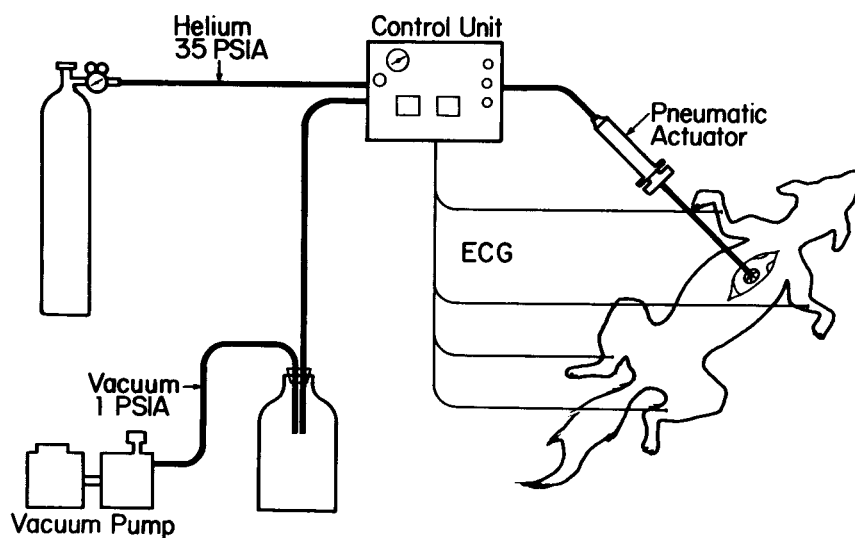 Helium
35 PSIA
Control Unit
Pneumatic
Actuator
ECG
Vacuum
1 PSIA
Vacuum Pump